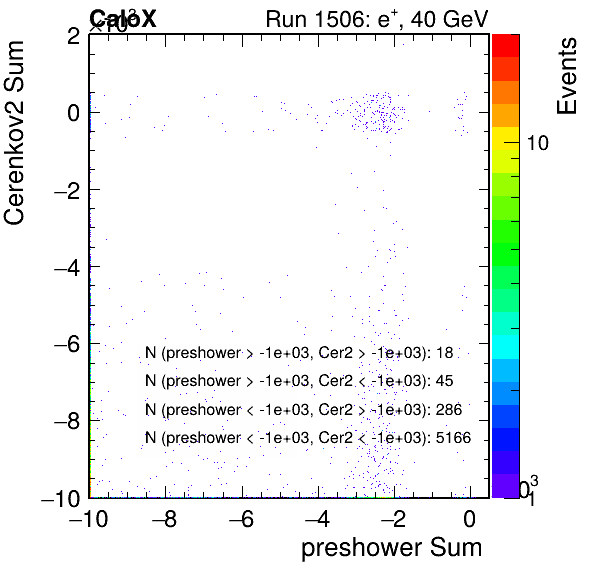 CaloX ×10³ Run 1506: e⁺, 40 GeV
Cerenkov2 Sum
Events
2
0
−2
−4
−6
−8
−10
10
1
N (preshower > -1e+03, Cer2 > -1e+03): 18
N (preshower > -1e+03, Cer2 < -1e+03): 45
N (preshower < -1e+03, Cer2 > -1e+03): 286
N (preshower < -1e+03, Cer2 < -1e+03): 5166
−10 −8 −6 −4 −2 0
preshower Sum